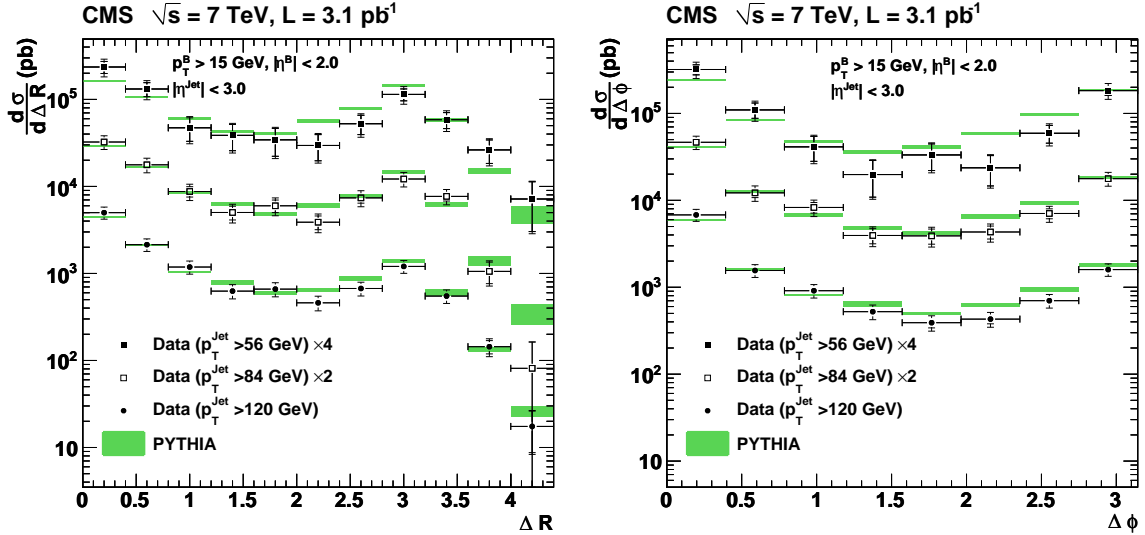 CMS √s = 7 TeV, L = 3.1 pb⁻¹
dσ/dΔR (pb)
p_T^B > 15 GeV, |η^B| < 2.0
|η^Jet| < 3.0
10⁵
10⁴
10³
10²
10
Data (p_T^Jet >56 GeV) ×4
Data (p_T^Jet >84 GeV) ×2
Data (p_T^Jet >120 GeV)
PYTHIA
0 0.5 1 1.5 2 2.5 3 3.5 4
Δ R
CMS √s = 7 TeV, L = 3.1 pb⁻¹
dσ/dΔϕ (pb)
p_T^B > 15 GeV, |η^B| < 2.0
|η^Jet| < 3.0
10⁵
10⁴
10³
10²
10
Data (p_T^Jet >56 GeV) ×4
Data (p_T^Jet >84 GeV) ×2
Data (p_T^Jet >120 GeV)
PYTHIA
0 0.5 1 1.5 2 2.5 3
Δ ϕ